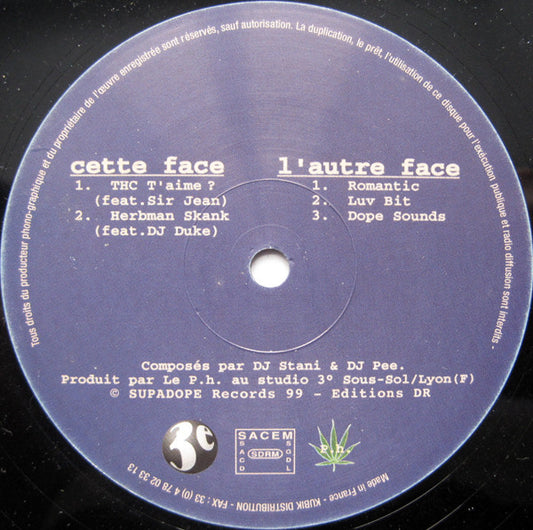 Tous droits du producteur phono-graphique et du propriétaire de l'œuvre enregistrée sont réservés, sauf autorisation. La duplication, le prêt, l'utilisation de ce disque pour l'exécution publique et radio diffusion sont interdits -
cette face
1. THC T'aime ?
(feat.Sir Jean)
2. Herbman Skank
(feat.DJ Duke)
l'autre face
1. Romantic
2. Luv Bit
3. Dope Sounds
Composés par DJ Stani & DJ Pee.
Produit par Le P.h. au studio 3° Sous-Sol/Lyon(F)
© SUPADOPE Records 99 - Editions DR
3e
SACEM
SACD
SDRM
SGDL
P.h.
Made in France - KUBIK DISTRIBUTION - FAX : 33 (0) 4 78 02 33 13